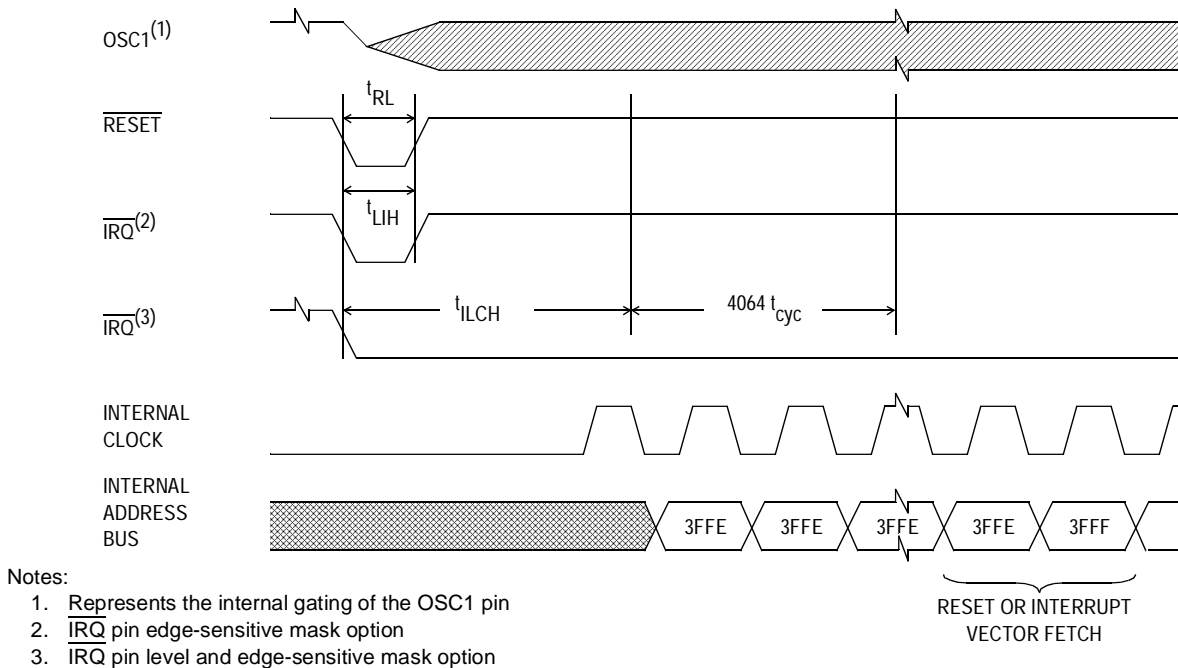 OSC1(1)
tRL
RESET
tLIH
IRQ(2)
tILCH
4064 tcyc
IRQ(3)
INTERNAL
CLOCK
INTERNAL
ADDRESS
BUS
3FFE 3FFE 3FFE 3FFE 3FFF
RESET OR INTERRUPT
VECTOR FETCH
Notes:
1. Represents the internal gating of the OSC1 pin
2. IRQ pin edge-sensitive mask option
3. IRQ pin level and edge-sensitive mask option